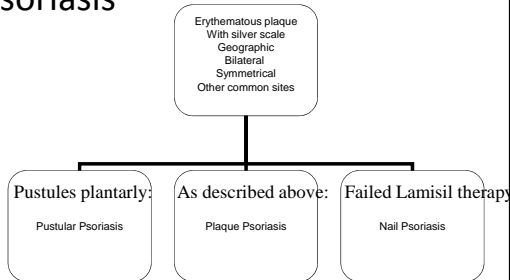 soriasis
Erythematous plaque
With silver scale
Geographic
Bilateral
Symmetrical
Other common sites
Pustules plantarly:
Pustular Psoriasis
As described above:
Plaque Psoriasis
Failed Lamisil therapy
Nail Psoriasis